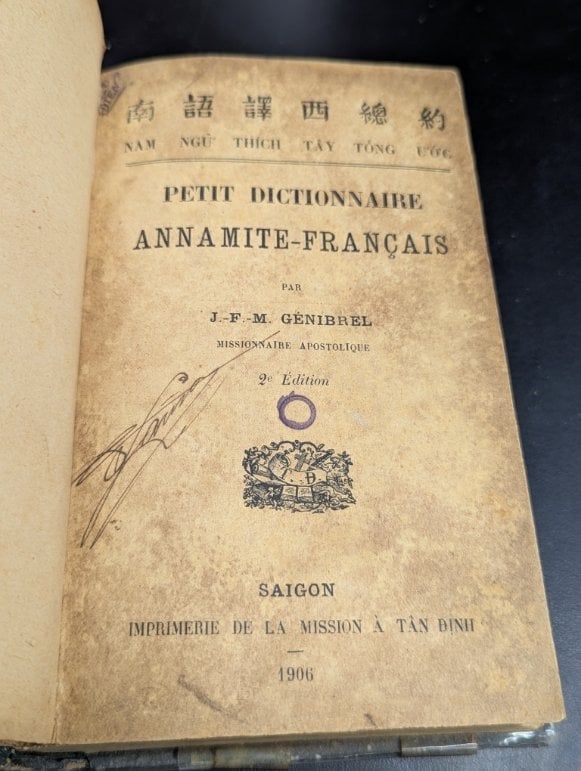 南 語 譯 西 總 約
NAM NGỮ THÍCH TÂY TỔNG ƯỚC
PETIT DICTIONNAIRE
ANNAMITE-FRANÇAIS
PAR
J.-F.-M. GÉNIBREL
MISSIONNAIRE APOSTOLIQUE
2e Édition
SAIGON
IMPRIMERIE DE LA MISSION À TÂN ĐỊNH
1906